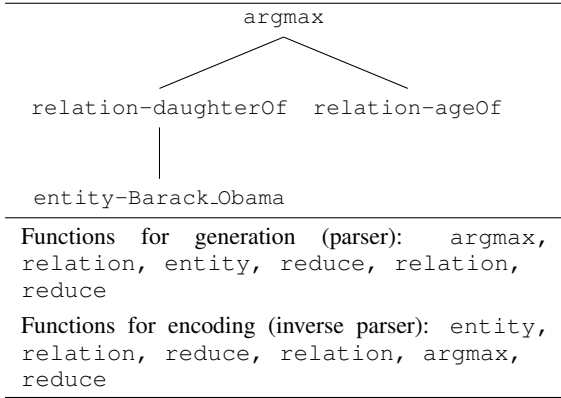 argmax
relation-daughterOf relation-ageOf
entity-Barack_Obama
Functions for generation (parser): argmax,
relation, entity, reduce, relation,
reduce
Functions for encoding (inverse parser): entity,
relation, reduce, relation, argmax,
reduce